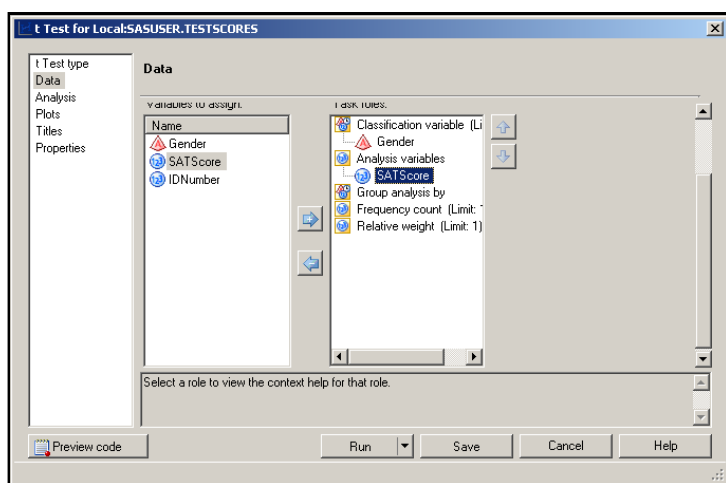 t Test for Local:SASUSER.TESTSCORES
t Test type
Data
Analysis
Plots
Titles
Properties
Data
Variables to assign:
Task roles:
Name
Gender
SATScore
IDNumber
Classification variable (Li
Gender
Analysis variables
SATScore
Group analysis by
Frequency count (Limit:
Relative weight (Limit: 1)
Select a role to view the context help for that role.
Preview code
Run
Save
Cancel
Help